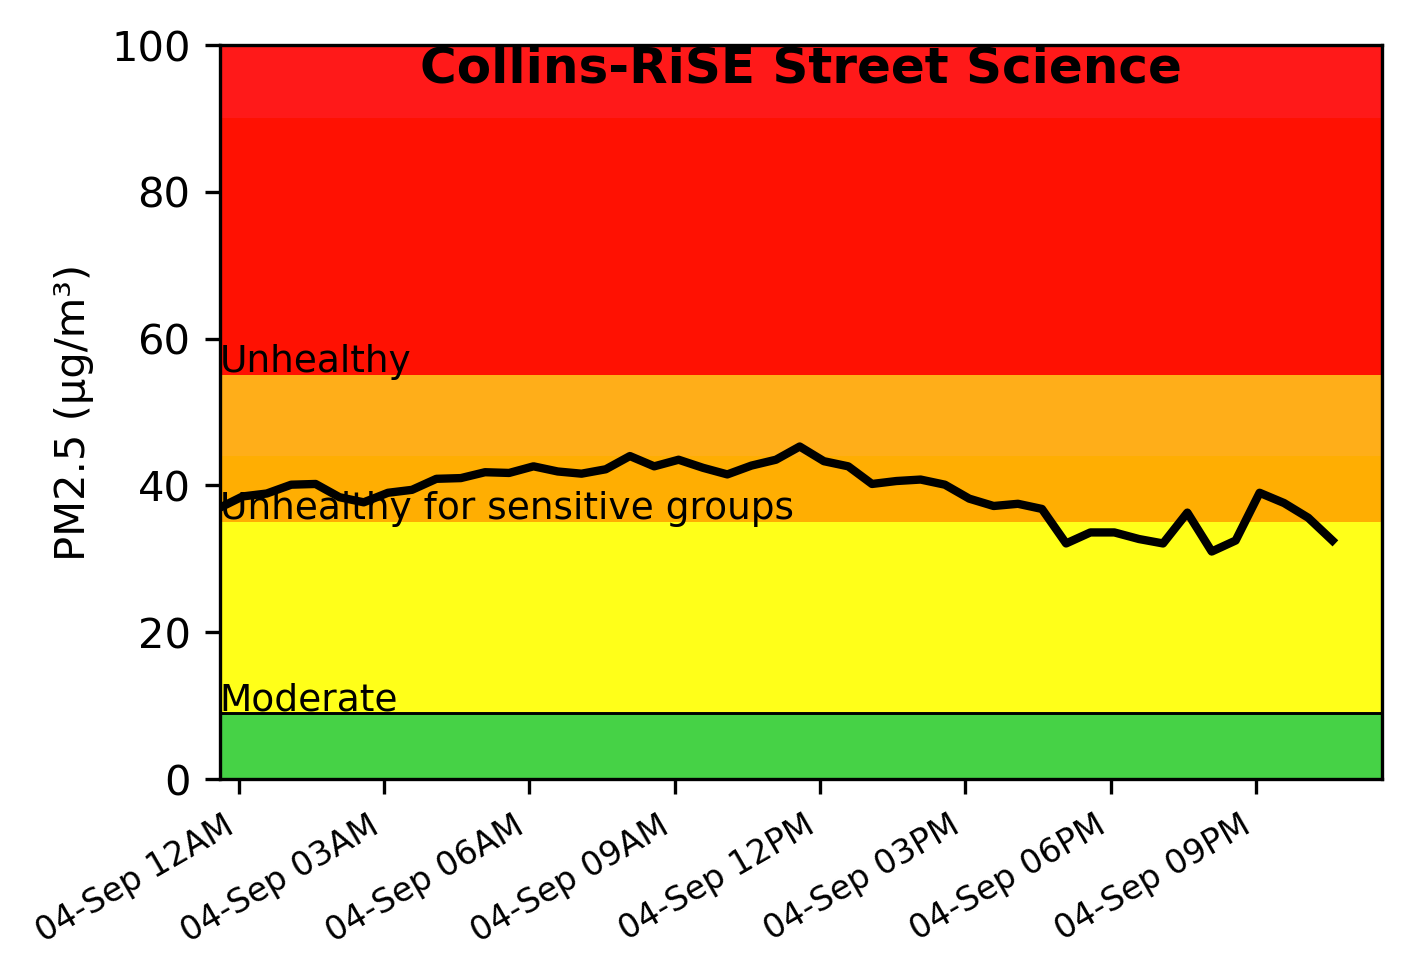 Collins-RiSE Street Science
100
80
60
40
20
0
PM2.5 (µg/m³)
Unhealthy
Unhealthy for sensitive groups
Moderate
04-Sep 12AM
04-Sep 03AM
04-Sep 06AM
04-Sep 09AM
04-Sep 12PM
04-Sep 03PM
04-Sep 06PM
04-Sep 09PM